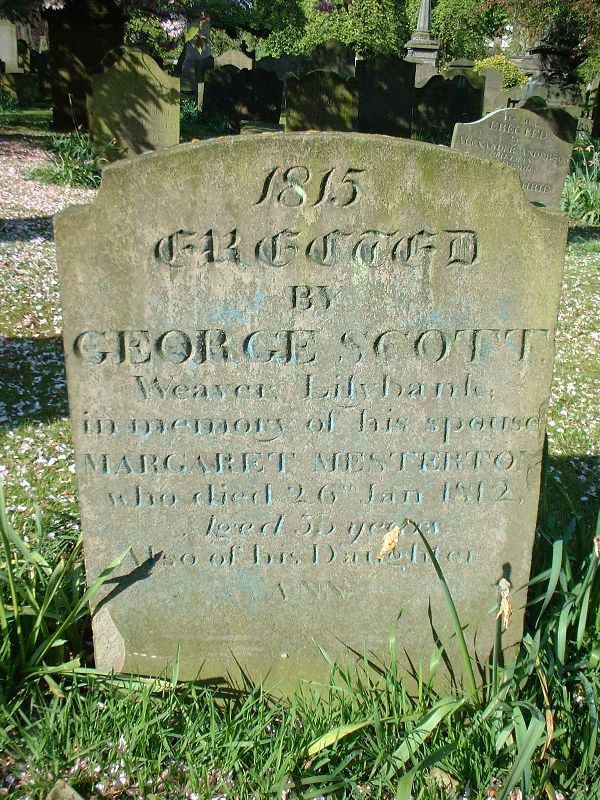 1815
ERECTED
BY
GEORGE SCOTT
Weaver, Lilybank,
in memory of his spouse
MARGARET MESTERTON
who died 26th Jan 1812,
Aged 55 years
Also of his Daughter
ANN
ERECTED